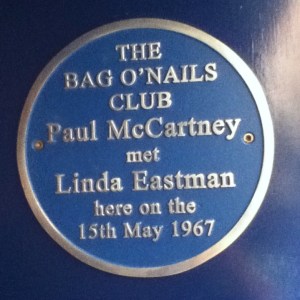 THE
BAG O'NAILS
CLUB
Paul McCartney
met
Linda Eastman
here on the
15th May 1967